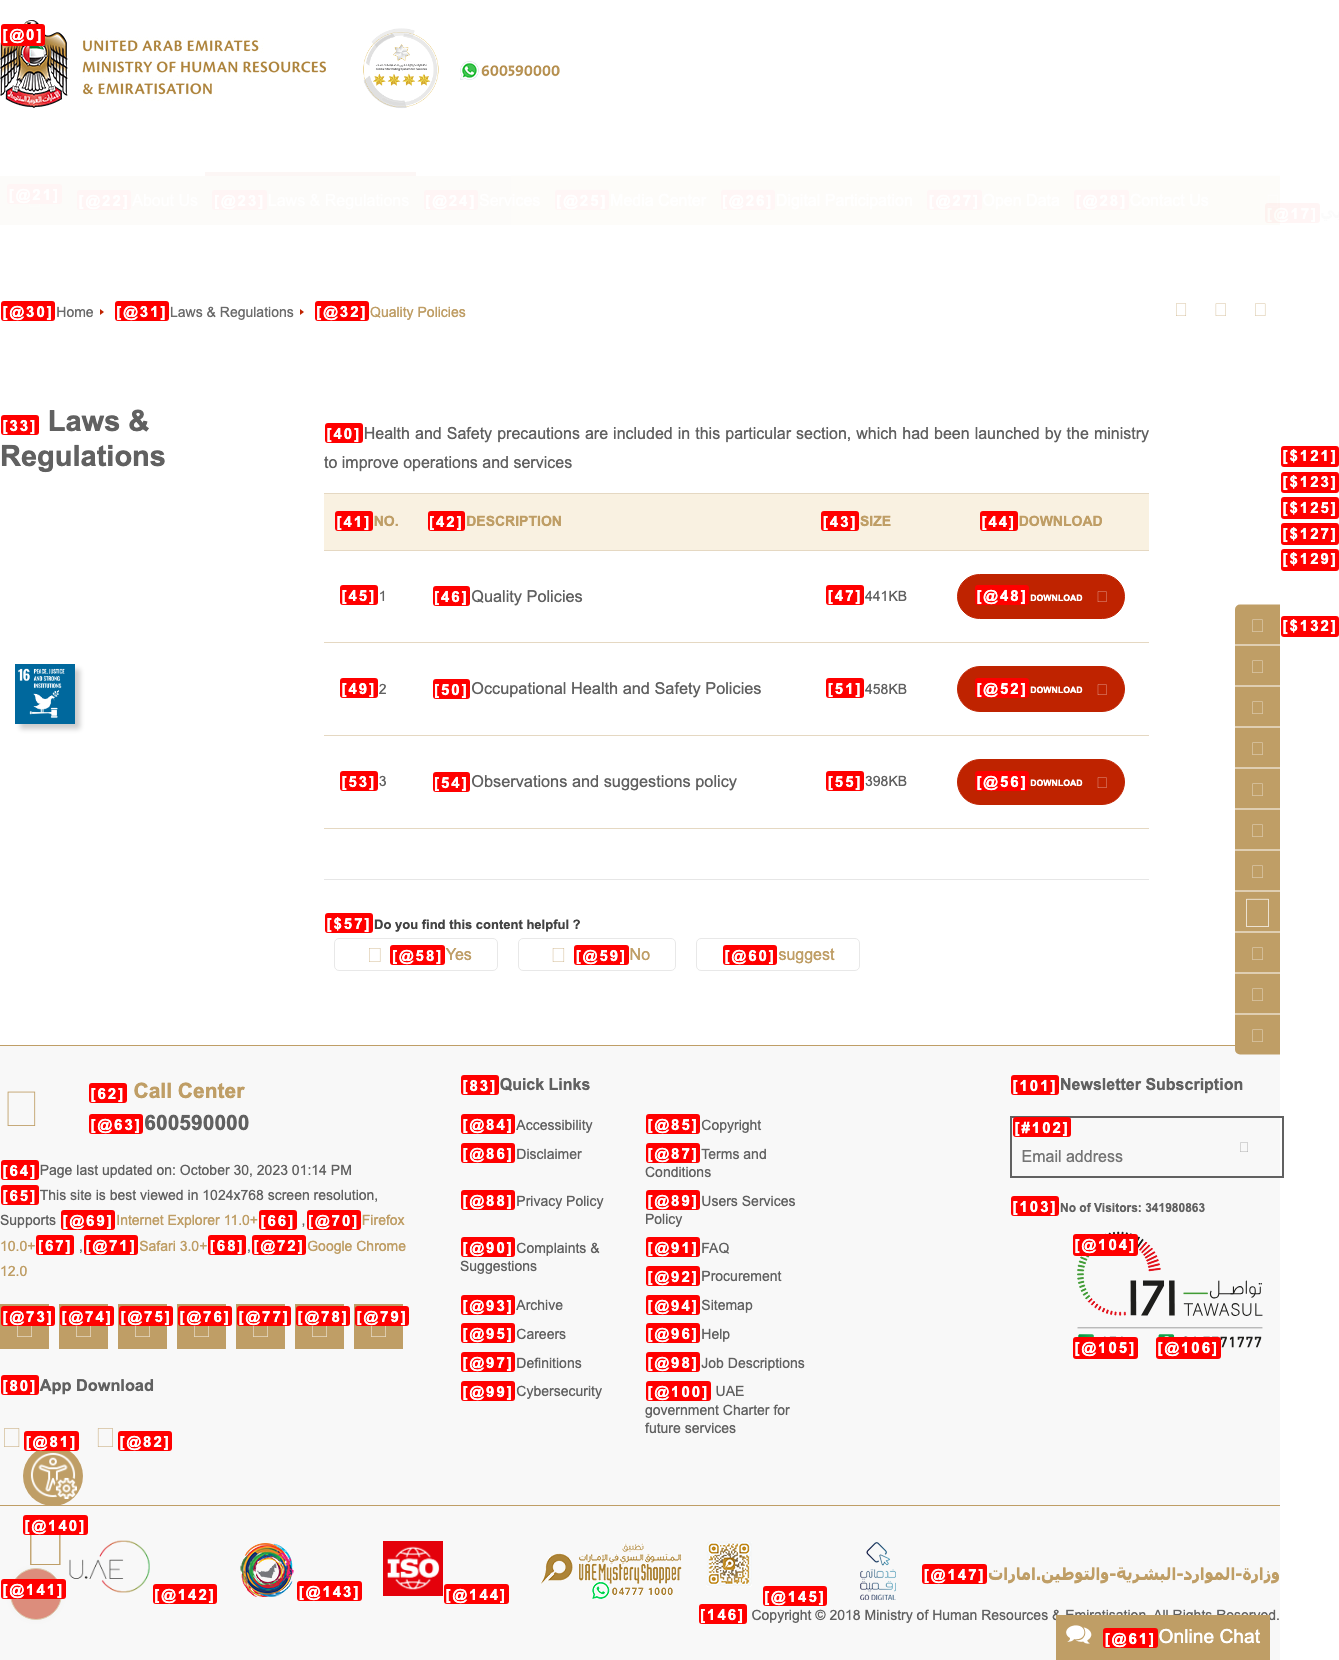 [@0]
UNITED ARAB EMIRATES
MINISTRY OF HUMAN RESOURCES
& EMIRATISATION
600590000
[@21] [@22] About Us [@23] Laws & Regulations [@24] Services [@25] Media Center [@26] Digital Participation [@27] Open Data [@28] Contact Us
[@17]
[@30] Home [@31] Laws & Regulations [@32] Quality Policies
[33] Laws &
Regulations
[40] Health and Safety precautions are included in this particular section, which had been launched by the ministry
to improve operations and services
[41] NO. [42] DESCRIPTION [43] SIZE [44] DOWNLOAD
[45] 1 [46] Quality Policies [47] 441KB [@48] DOWNLOAD
[49] 2 [50] Occupational Health and Safety Policies [51] 458KB [@52] DOWNLOAD
[53] 3 [54] Observations and suggestions policy [55] 398KB [@56] DOWNLOAD
[$121]
[$123]
[$125]
[$127]
[$129]
[$132]
16 PEACE, JUSTICE
AND STRONG
INSTITUTIONS
[$57] Do you find this content helpful ?
[@58] Yes [@59] No [@60] suggest
[62] Call Center
[@63] 600590000
[64] Page last updated on: October 30, 2023 01:14 PM
[65] This site is best viewed in 1024x768 screen resolution,
Supports [@69] Internet Explorer 11.0+ [66] , [@70] Firefox
10.0+ [67] , [@71] Safari 3.0+ [68] , [@72] Google Chrome
12.0
[@73] [@74] [@75] [@76] [@77] [@78] [@79]
[80] App Download
[@81] [@82]
[83] Quick Links
[@84] Accessibility [@85] Copyright
[@86] Disclaimer [@87] Terms and
Conditions
[@88] Privacy Policy [@89] Users Services
Policy
[@90] Complaints &
Suggestions
[@91] FAQ
[@92] Procurement
[@93] Archive [@94] Sitemap
[@95] Careers [@96] Help
[@97] Definitions [@98] Job Descriptions
[@99] Cybersecurity [@100] UAE
government Charter for
future services
[101] Newsletter Subscription
[#102]
Email address
[103] No of Visitors: 341980863
[@104]
171 تواصل
TAWASUL
[@105] [@106] 71777
[@140]
[@141] U.AE [@142] [@143] ISO [@144]
تطبيق
المتسوق السري في الإمارات
UAE Mystery Shopper
04777 1000
[@145]
خدماتي
رقمية
GO DIGITAL
[@147] وزارة-الموارد-البشرية-والتوطين.امارات
[146] Copyright © 2018 Ministry of Human Resources & Emiratisation. All Rights Reserved.
[@61] Online Chat